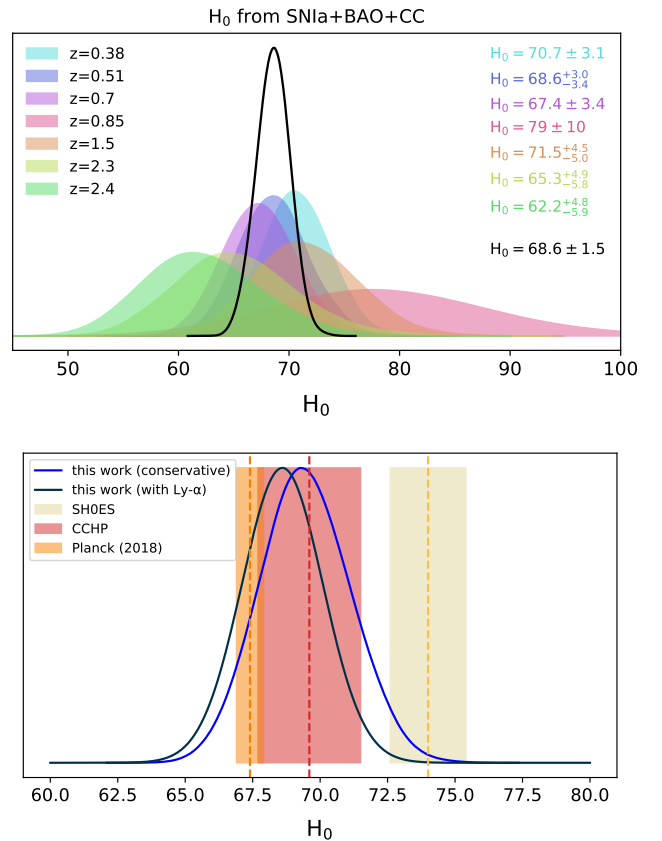 H₀ from SNIa+BAO+CC
z=0.38
z=0.51
z=0.7
z=0.85
z=1.5
z=2.3
z=2.4
H₀ = 70.7 ± 3.1
H₀ = 68.6⁺³·⁰₋₃.₄
H₀ = 67.4 ± 3.4
H₀ = 79 ± 10
H₀ = 71.5⁺⁴·⁵₋₅.₀
H₀ = 65.3⁺⁴·⁹₋₅.₈
H₀ = 62.2⁺⁴·⁸₋₅.₉
H₀ = 68.6 ± 1.5
50 60 70 80 90 100
H₀
this work (conservative)
this work (with Ly-α)
SH0ES
CCHP
Planck (2018)
60.0 62.5 65.0 67.5 70.0 72.5 75.0 77.5 80.0
H₀